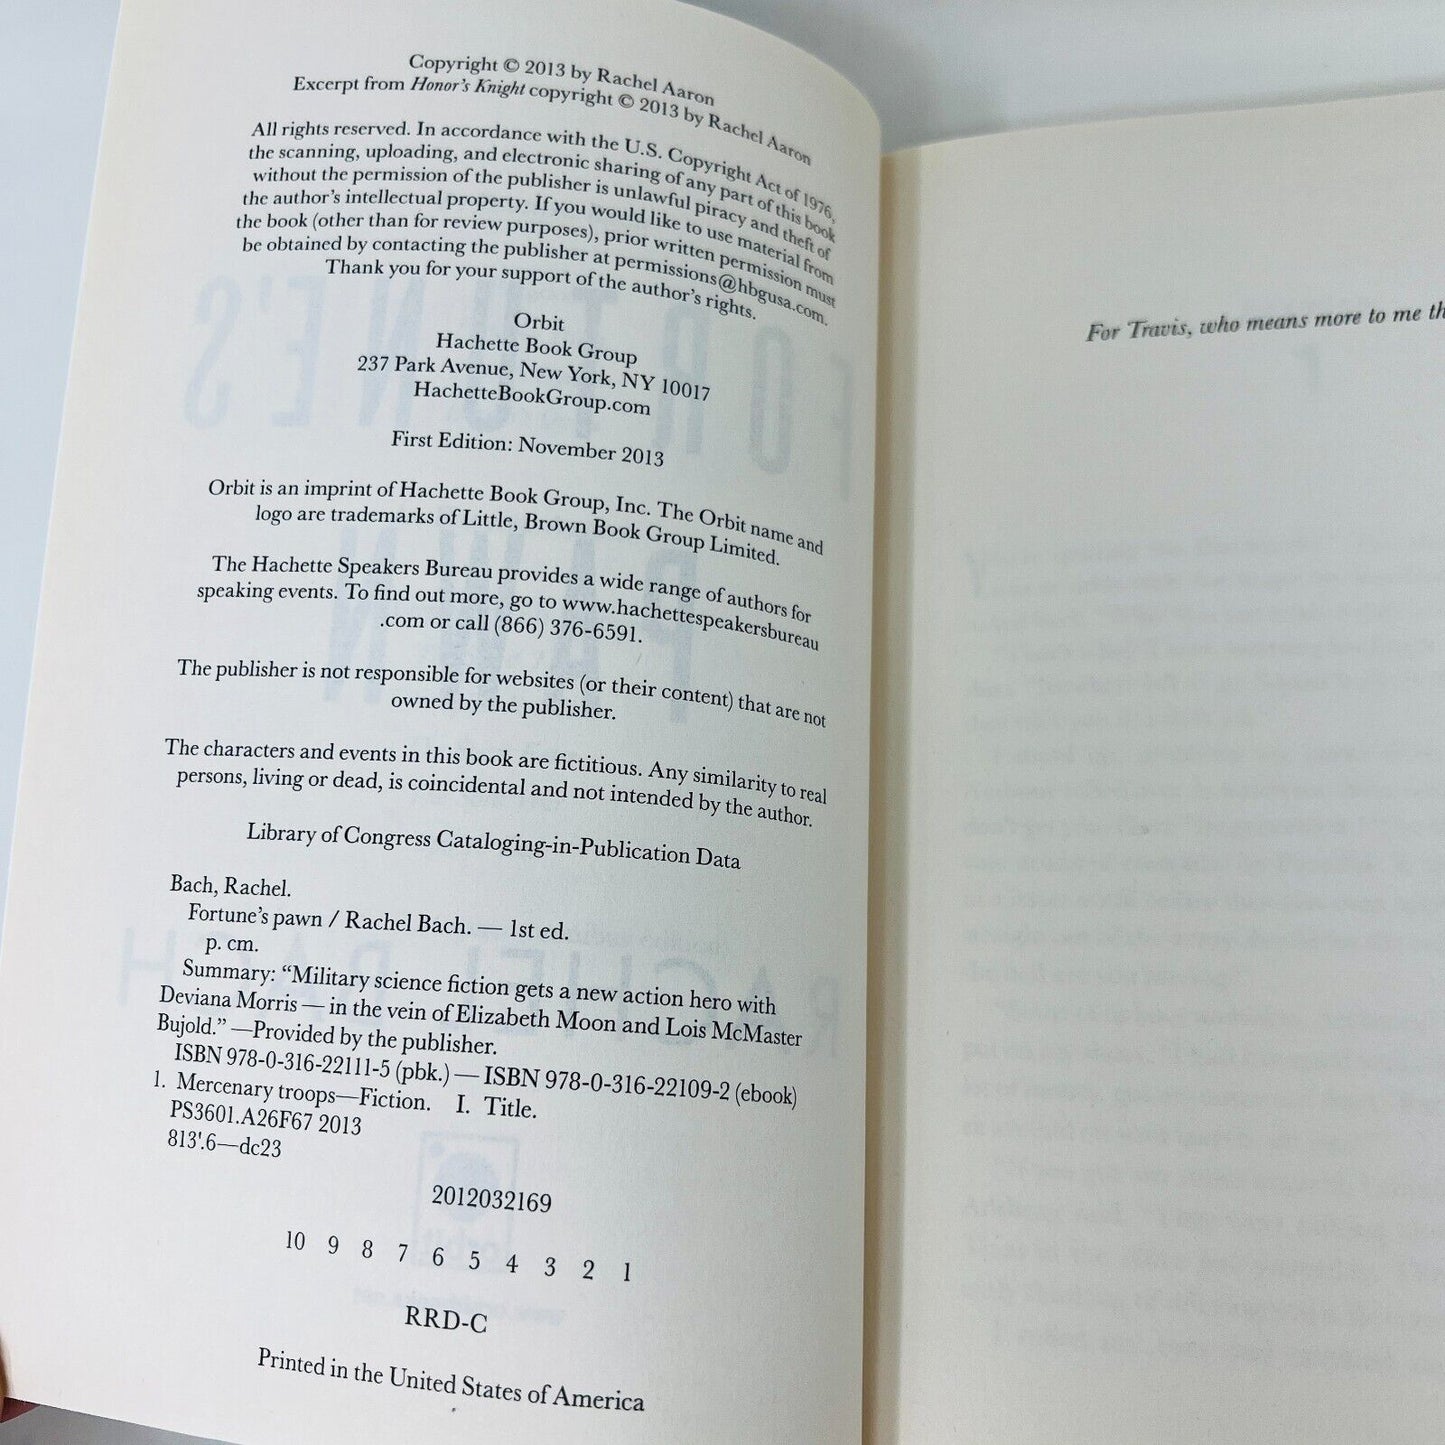 Copyright © 2013 by Rachel Aaron
Excerpt from Honor's Knight copyright © 2013 by Rachel Aaron
All rights reserved. In accordance with the U.S. Copyright Act of 1976,
the scanning, uploading, and electronic sharing of any part of this book
without the permission of the publisher is unlawful piracy and theft of
the author's intellectual property. If you would like to use material from
the book (other than for review purposes), prior written permission must
be obtained by contacting the publisher at permissions@hbgusa.com.
Thank you for your support of the author's rights.
Orbit
Hachette Book Group
237 Park Avenue, New York, NY 10017
HachetteBookGroup.com
First Edition: November 2013
Orbit is an imprint of Hachette Book Group, Inc. The Orbit name and
logo are trademarks of Little, Brown Book Group Limited.
The Hachette Speakers Bureau provides a wide range of authors for
speaking events. To find out more, go to www.hachettespeakersbureau
.com or call (866) 376-6591.
The publisher is not responsible for websites (or their content) that are not
owned by the publisher.
The characters and events in this book are fictitious. Any similarity to real
persons, living or dead, is coincidental and not intended by the author.
Library of Congress Cataloging-in-Publication Data
Bach, Rachel.
Fortune's pawn / Rachel Bach. — 1st ed.
p. cm.
Summary: “Military science fiction gets a new action hero with
Deviana Morris — in the vein of Elizabeth Moon and Lois McMaster
Bujold.” —Provided by the publisher.
ISBN 978-0-316-22111-5 (pbk.) — ISBN 978-0-316-22109-2 (ebook)
1. Mercenary troops—Fiction. I. Title.
PS3601.A26F67 2013
813'.6—dc23
2012032169
10 9 8 7 6 5 4 3 2 1
RRD-C
Printed in the United States of America
For Travis, who means more to me th